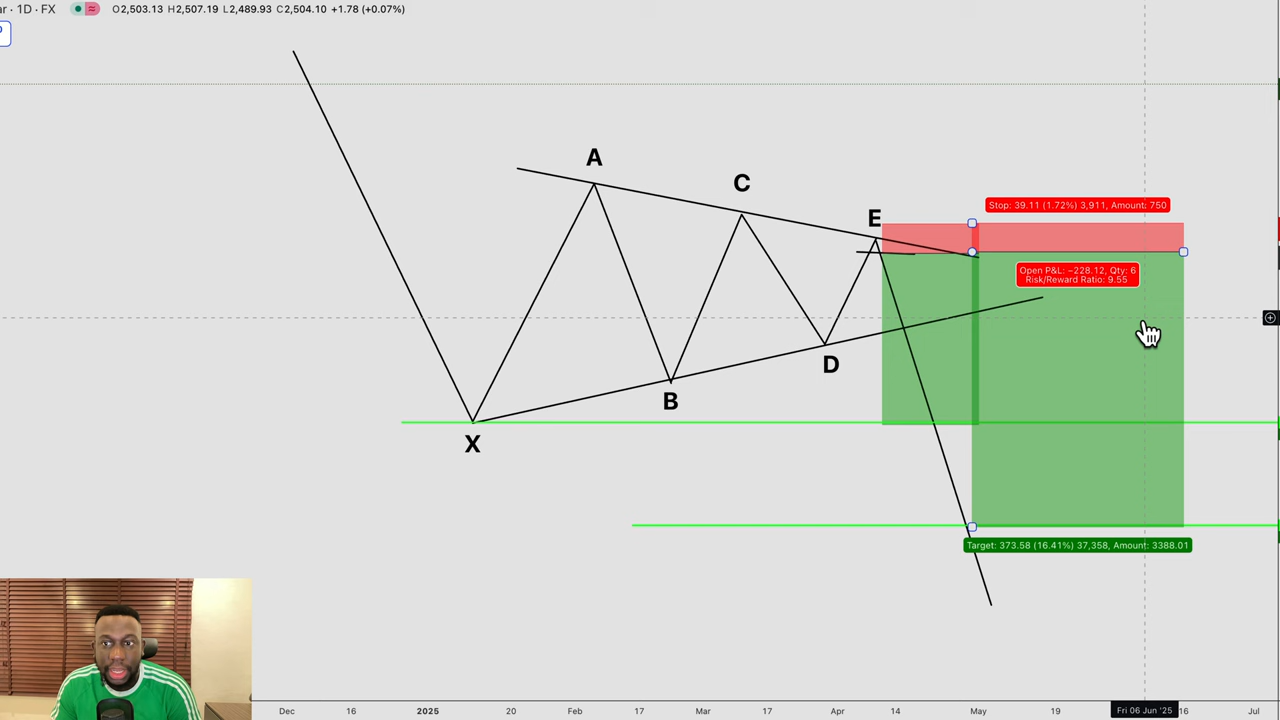 ar · 1D · FX O2,503.13 H2,507.19 L2,489.93 C2,504.10 +1.78 (+0.07%)
A
C
Stop: 39.11 (1.72%) 3,911, Amount: 750
E
Open P&L: −228.12, Qty: 6
Risk/Reward Ratio: 9.55
D
B
X
Target: 373.58 (16.41%) 37,358, Amount: 3388.01
Dec 16 2025 20 Feb 17 Mar 17 Apr 14 May 19 Fri 06 Jun '25 16 Jul